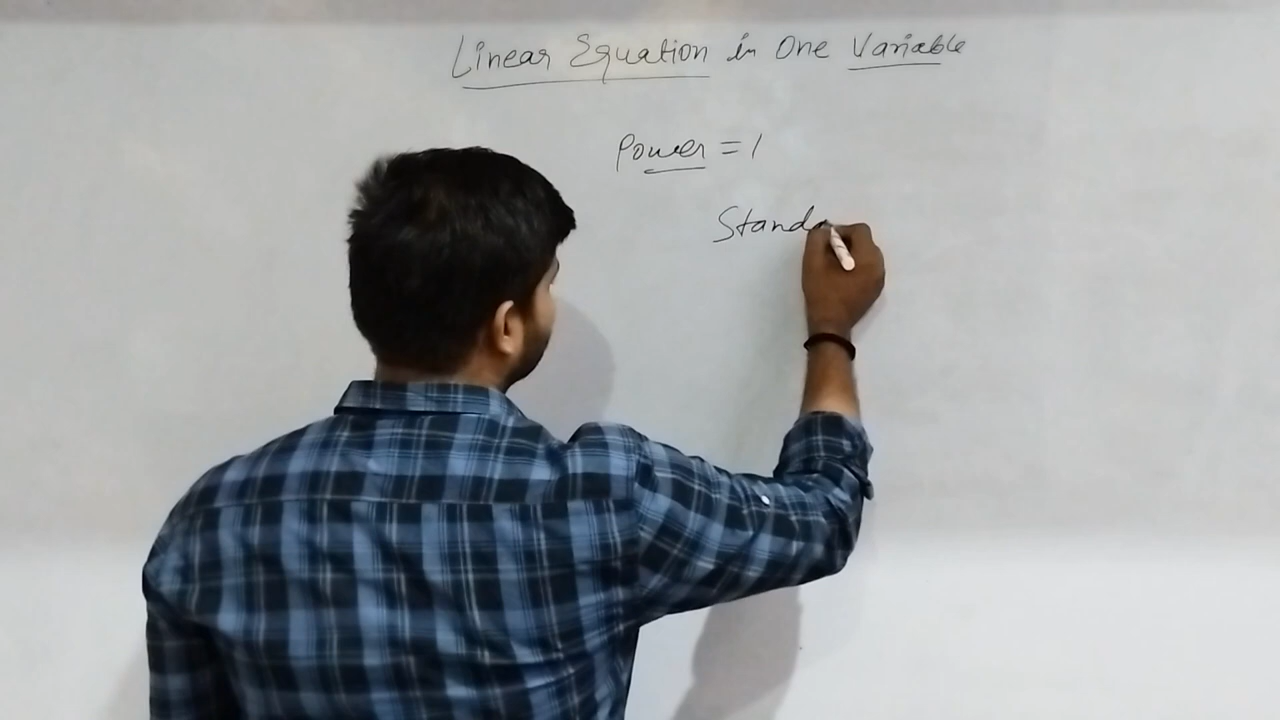 Linear Equation in One Variable
Power = 1
Standa